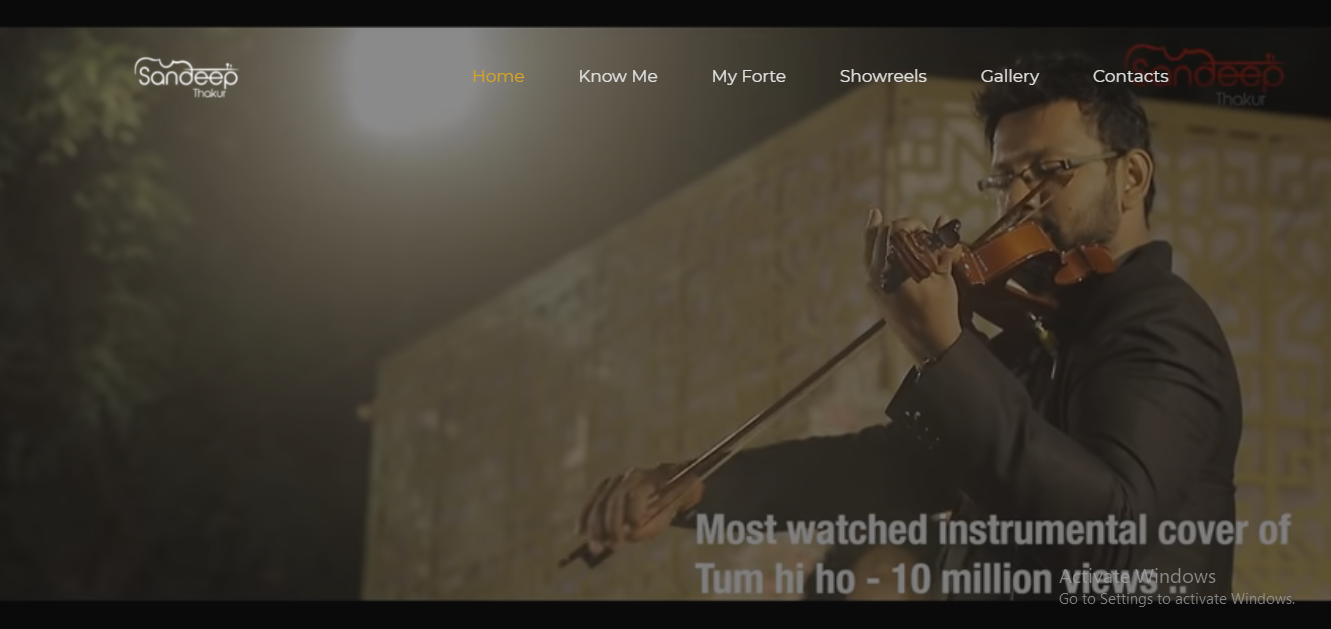 Sandeep
Thakur
Home
Know Me
My Forte
Showreels
Gallery
Contacts
Sandeep
Thakur
Most watched instrumental cover of
Tum hi ho - 10 million views ..
Activate Windows
Go to Settings to activate Windows.